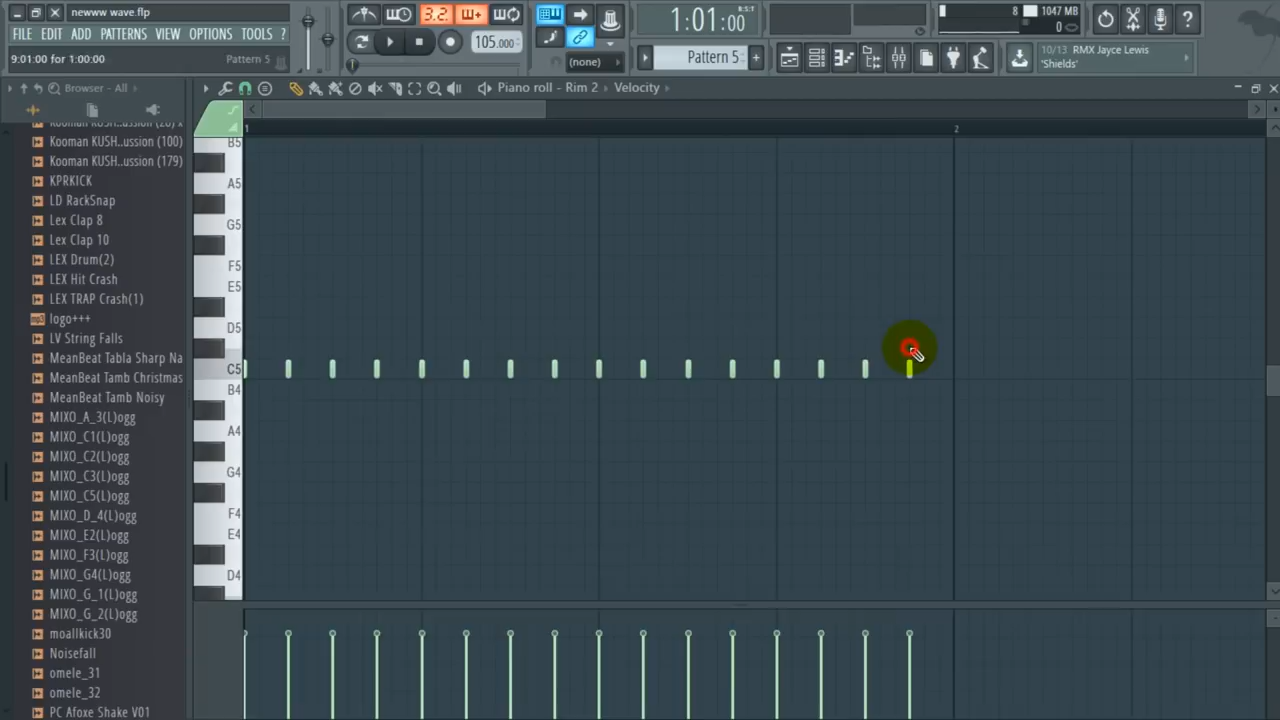 newww wave.flp
FILE EDIT ADD PATTERNS VIEW OPTIONS TOOLS ?
9:01:00 for 1:00:00 Pattern 5
3.2
105.000
(none)
1:01:00
B:S:T
Pattern 5
8
1047 MB
0
10/13 RMX Jayce Lewis
'Shields'
Browser - All
Piano roll - Rim 2 Velocity
1 2
Kooman KUSH..ussion (100)
Kooman KUSH..ussion (179)
KPRKICK
LD RackSnap
Lex Clap 8
Lex Clap 10
LEX Drum(2)
LEX Hit Crash
LEX TRAP Crash(1)
logo+++
LV String Falls
MeanBeat Tabla Sharp Na
MeanBeat Tamb Christmas
MeanBeat Tamb Noisy
MIXO_A_3(L)ogg
MIXO_C1(L)ogg
MIXO_C2(L)ogg
MIXO_C3(L)ogg
MIXO_C5(L)ogg
MIXO_D_4(L)ogg
MIXO_E2(L)ogg
MIXO_F3(L)ogg
MIXO_G4(L)ogg
MIXO_G_1(L)ogg
MIXO_G_2(L)ogg
moallkick30
Noisefall
omele_31
omele_32
PC Afoxe Shake V01
B5
A5
G5
F5
E5
D5
C5
B4
A4
G4
F4
E4
D4